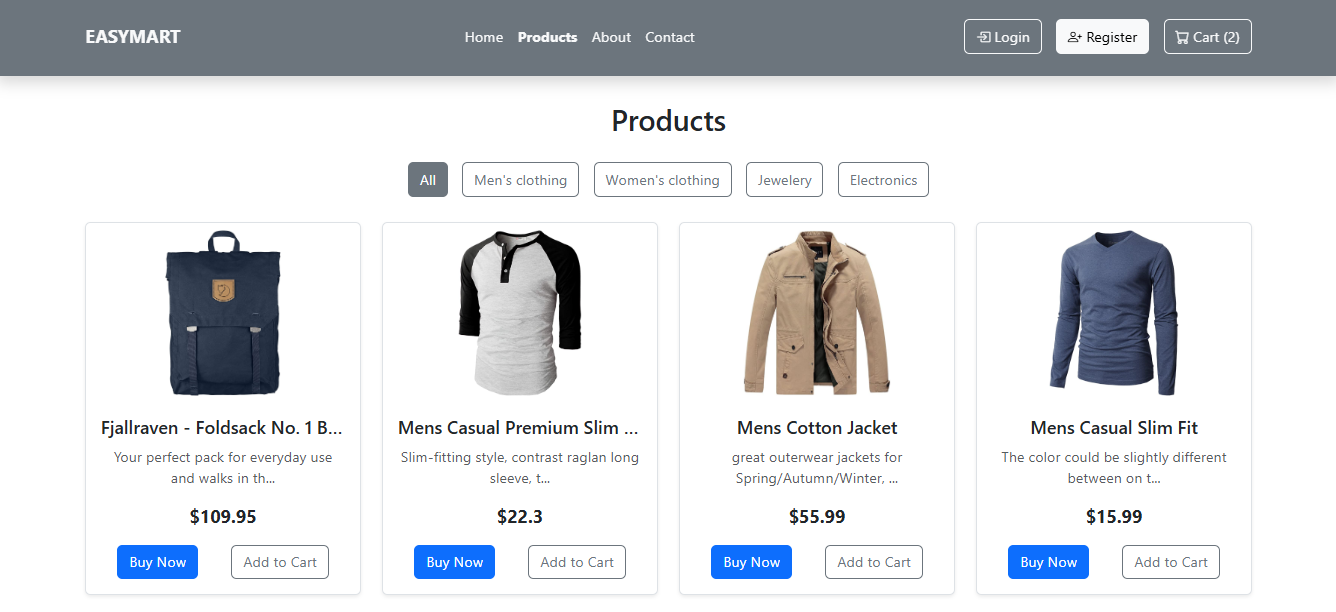 EASYMART Home Products About Contact Login Register Cart (2)
Products
All Men's clothing Women's clothing Jewelery Electronics
Fjallraven - Foldsack No. 1 B...
Your perfect pack for everyday use
and walks in th...
$109.95
Buy Now Add to Cart
Mens Casual Premium Slim ...
Slim-fitting style, contrast raglan long
sleeve, t...
$22.3
Buy Now Add to Cart
Mens Cotton Jacket
great outerwear jackets for
Spring/Autumn/Winter, ...
$55.99
Buy Now Add to Cart
Mens Casual Slim Fit
The color could be slightly different
between on t...
$15.99
Buy Now Add to Cart